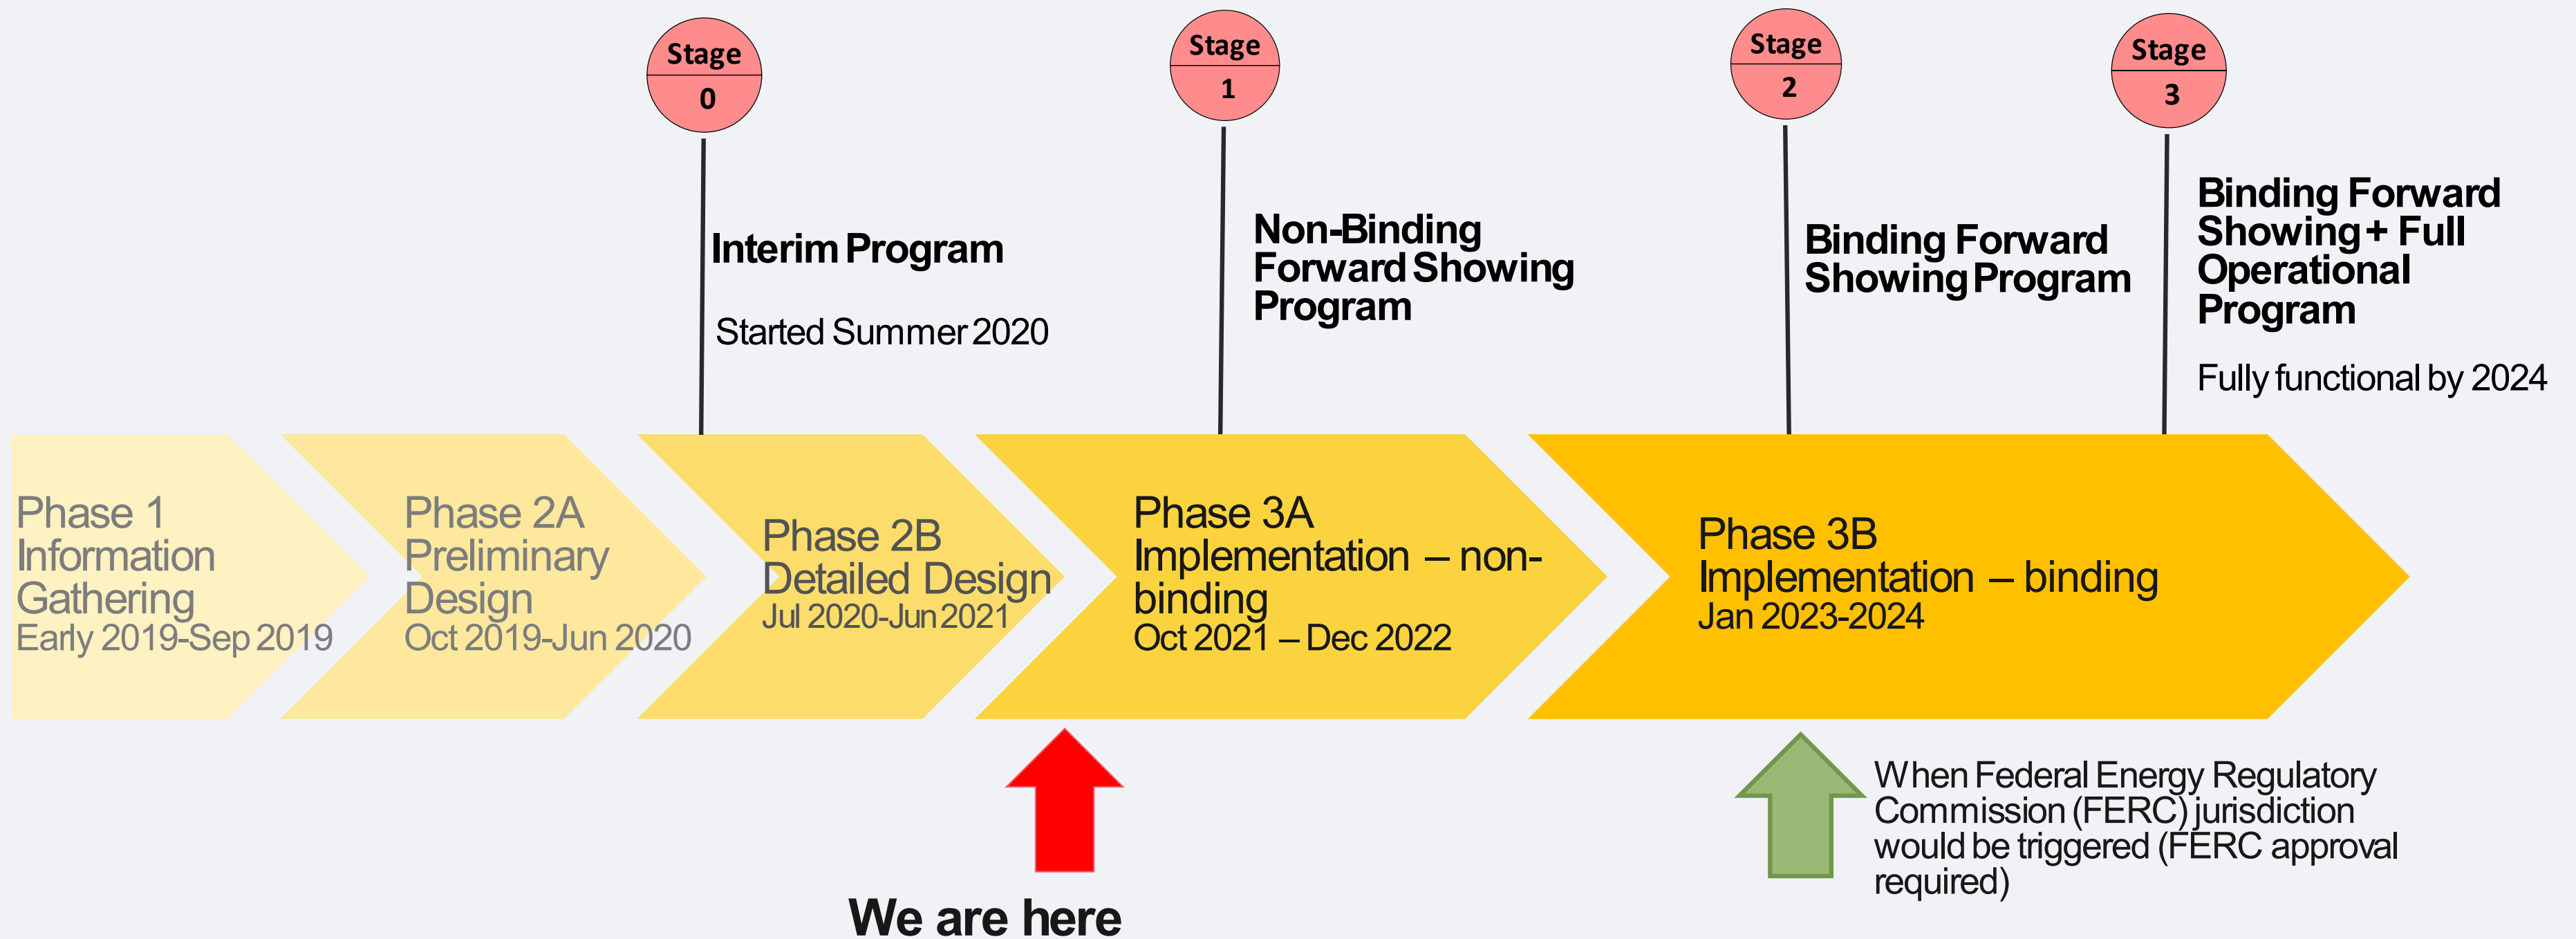 Stage
0
Stage
1
Stage
2
Stage
3
Interim Program
Started Summer 2020
Non-Binding
Forward Showing
Program
Binding Forward
Showing Program
Binding Forward
Showing + Full
Operational
Program
Fully functional by 2024
Phase 1
Information
Gathering
Early 2019-Sep 2019
Phase 2A
Preliminary
Design
Oct 2019-Jun 2020
Phase 2B
Detailed Design
Jul 2020-Jun 2021
Phase 3A
Implementation – non-
binding
Oct 2021 – Dec 2022
Phase 3B
Implementation – binding
Jan 2023-2024
We are here
When Federal Energy Regulatory
Commission (FERC) jurisdiction
would be triggered (FERC approval
required)